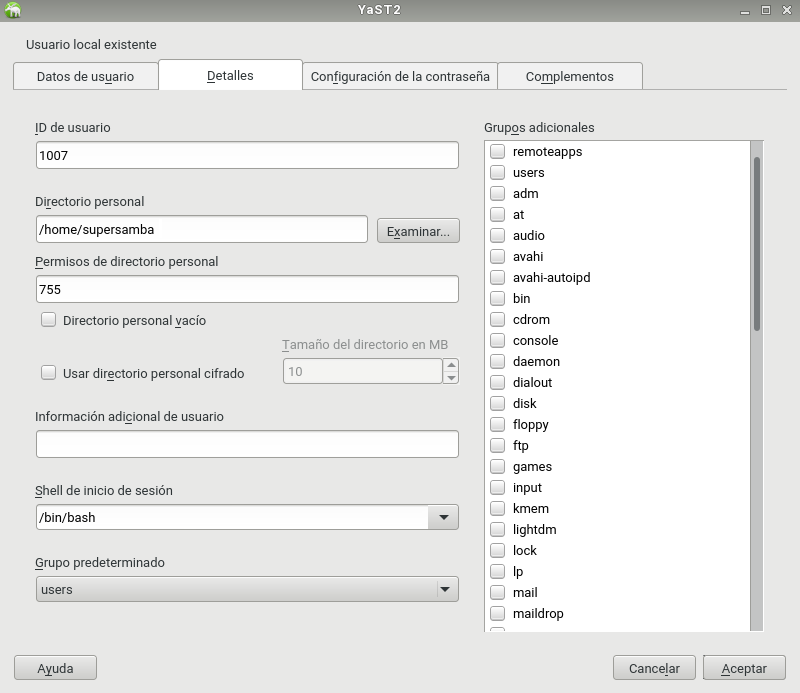 YaST2
Usuario local existente
Datos de usuario
Detalles
Configuración de la contraseña
Complementos
ID de usuario
1007
Directorio personal
/home/supersamba
Examinar...
Permisos de directorio personal
755
Directorio personal vacío
Tamaño del directorio en MB
Usar directorio personal cifrado
10
Información adicional de usuario
Shell de inicio de sesión
/bin/bash
Grupo predeterminado
users
Grupos adicionales
remoteapps
users
adm
at
audio
avahi
avahi-autoipd
bin
cdrom
console
daemon
dialout
disk
floppy
ftp
games
input
kmem
lightdm
lock
lp
mail
maildrop
Ayuda
Cancelar
Aceptar